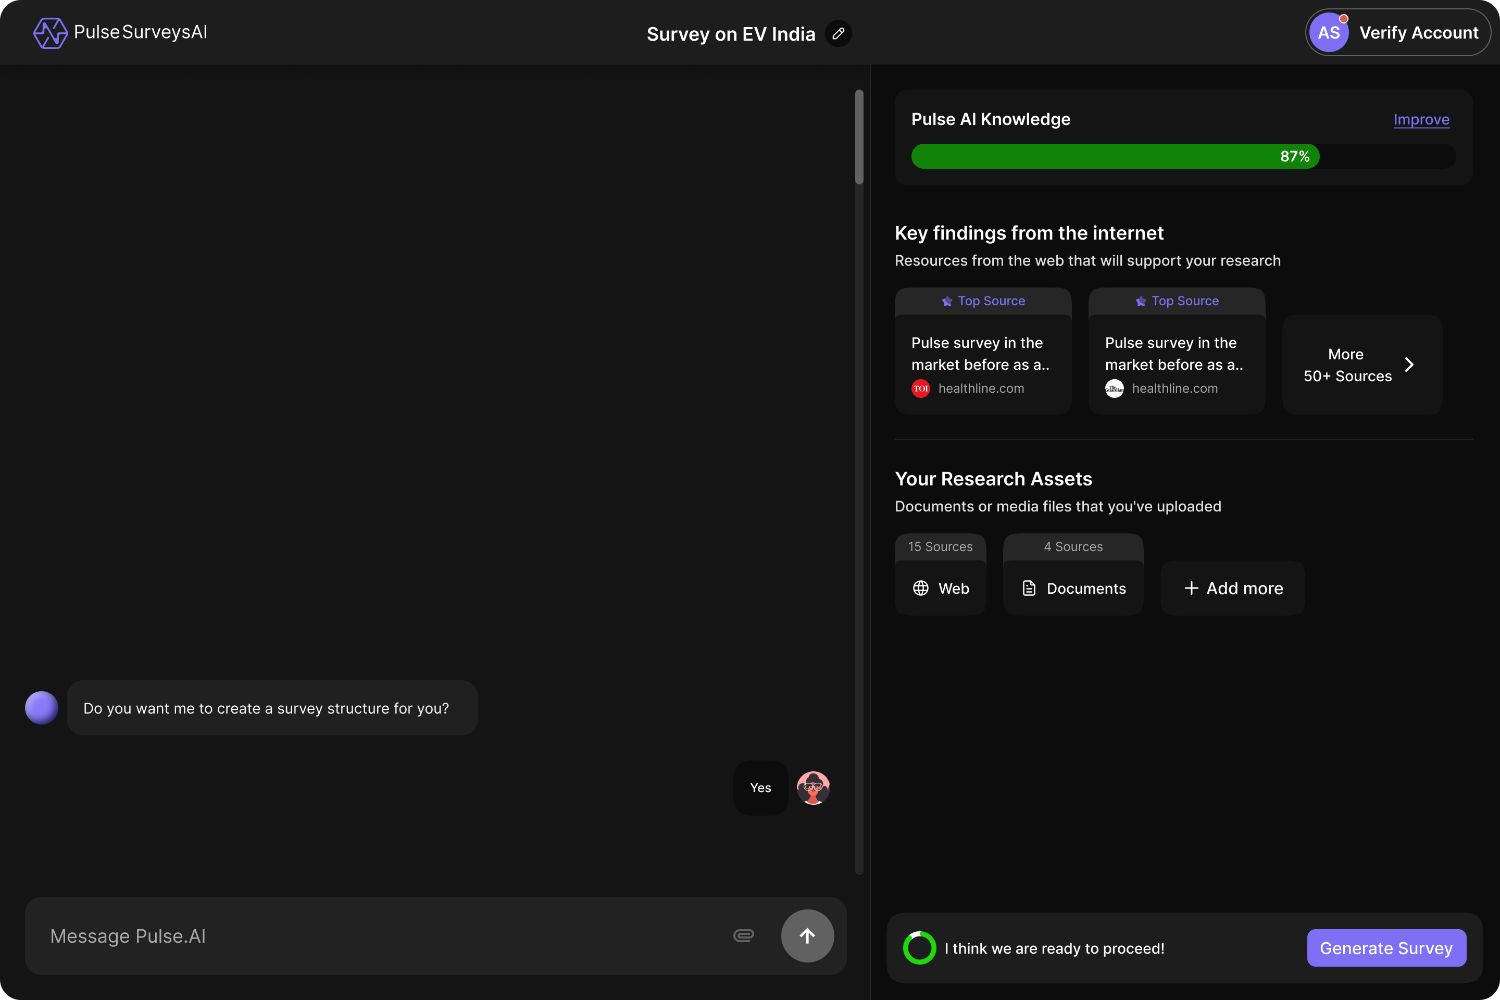 PulseSurveysAI
Survey on EV India
AS
Verify Account
Pulse AI Knowledge
Improve
87%
Key findings from the internet
Resources from the web that will support your research
Top Source
Pulse survey in the
market before as a..
TOI
healthline.com
Top Source
Pulse survey in the
market before as a..
healthline.com
More
50+ Sources
Your Research Assets
Documents or media files that you've uploaded
15 Sources
Web
4 Sources
Documents
Add more
Do you want me to create a survey structure for you?
Yes
Message Pulse.AI
I think we are ready to proceed!
Generate Survey